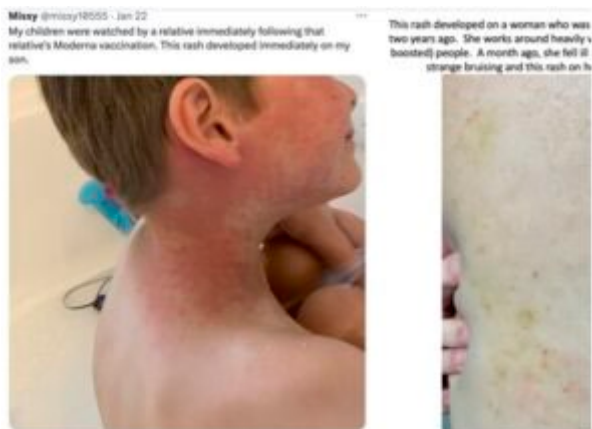 Missy @missy10555 · Jan 22
My children were watched by a relative immediately following that
relative's Moderna vaccination. This rash developed immediately on my
son.
This rash developed on a woman who was
two years ago. She works around heavily
boosted) people. A month ago, she fell ill
strange bruising and this rash on